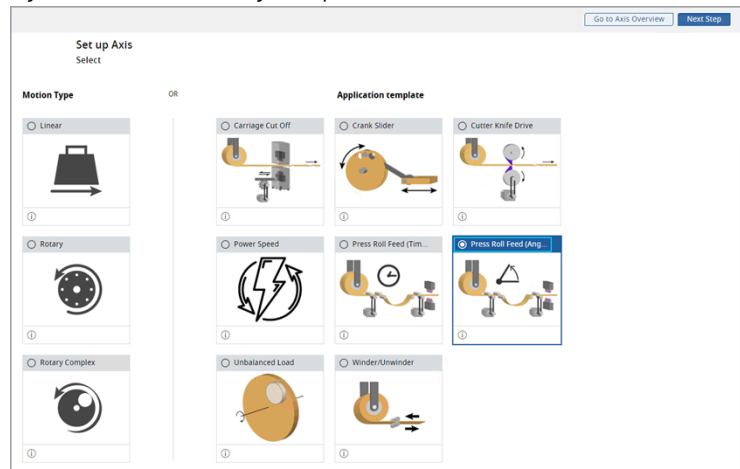 Go to Axis Overview Next Step
Set up Axis
Select
Motion Type OR Application template
Linear Carriage Cut Off Crank Slider Cutter Knife Drive
Rotary Power Speed Press Roll Feed (Tim... Press Roll Feed (Ang...
Rotary Complex Unbalanced Load Winder/Unwinder